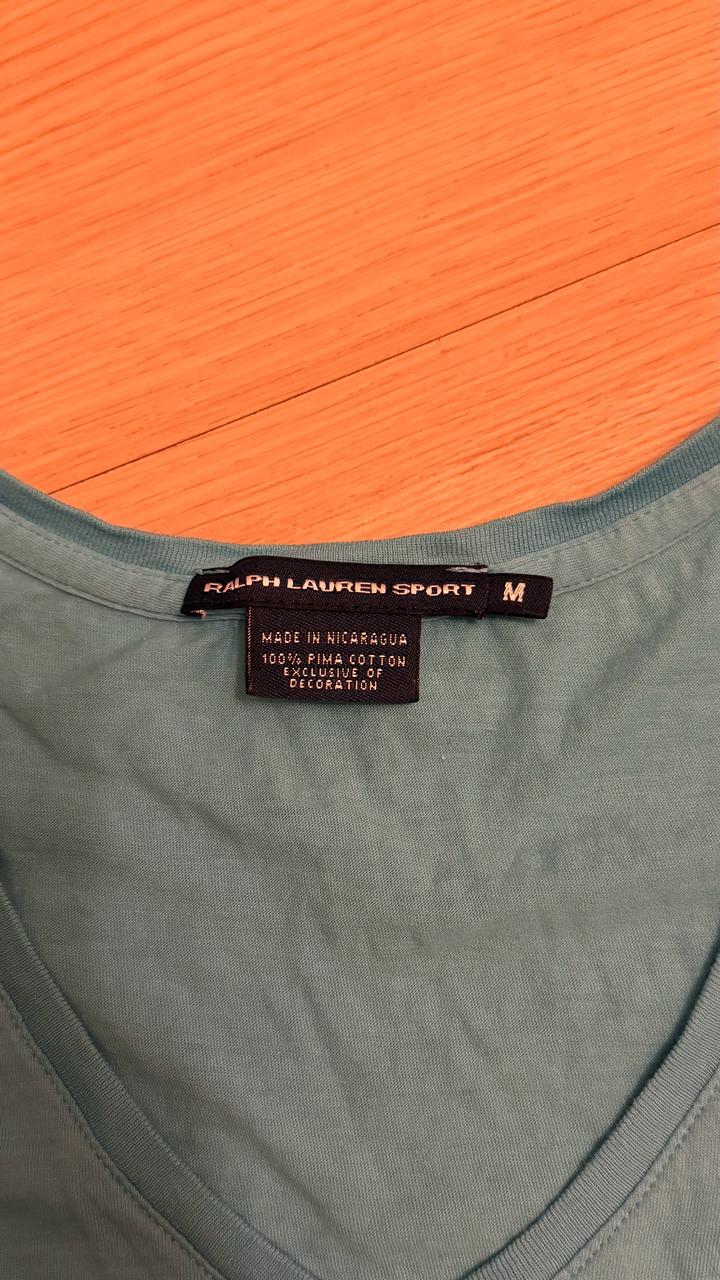 RALPH LAUREN SPORT M
MADE IN NICARAGUA
100% PIMA COTTON
EXCLUSIVE OF
DECORATION